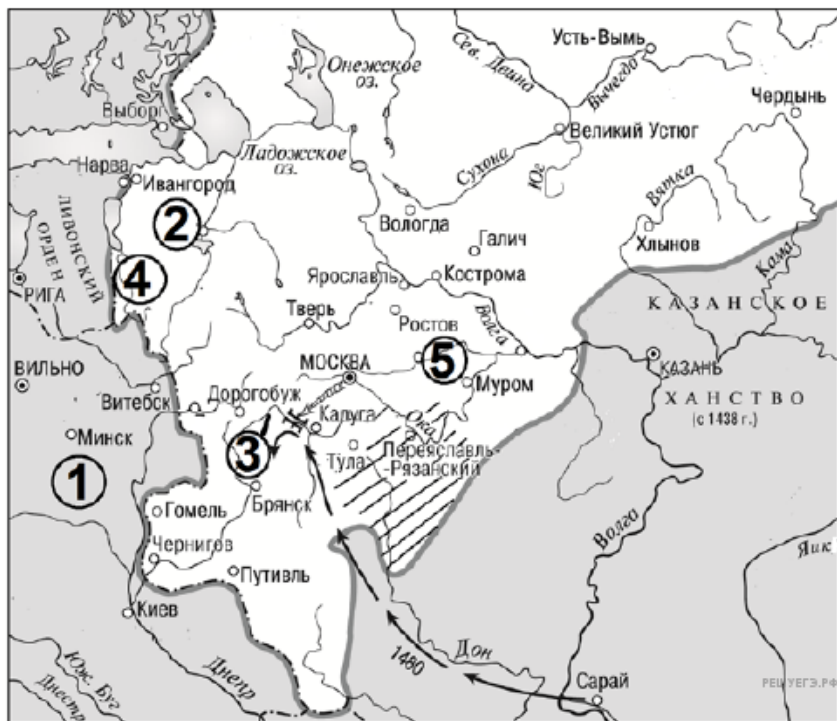 Усть-Вымь
Онежское
оз.
Сев. Двина
Вычегда
Чердынь
Выборг
Великий Устюг
Ладожское
оз.
Сухона
Юг
Вятка
Нарва
Ивангород
2
Вологда
Галич
Хлынов
Кама
ЛИВОНСКИЙ
ОРДЕН
4
Ярославль
Кострома
РИГА
Тверь
Ростов
Волга
КАЗАНСКОЕ
5
МОСКВА
КАЗАНЬ
ВИЛЬНО
Витебск
Дорогобуж
Муром
ХАНСТВО
(с 1438 г.)
Калуга
Ока
Минск
3
Тула
Переяславль
-Рязанский
1
Брянск
Гомель
Волга
Чернигов
Яик
Путивль
Киев
Дон
1480
Юж. Буг
Днепр
Сарай
Днестр
РЕШУЕГЭ.РФ